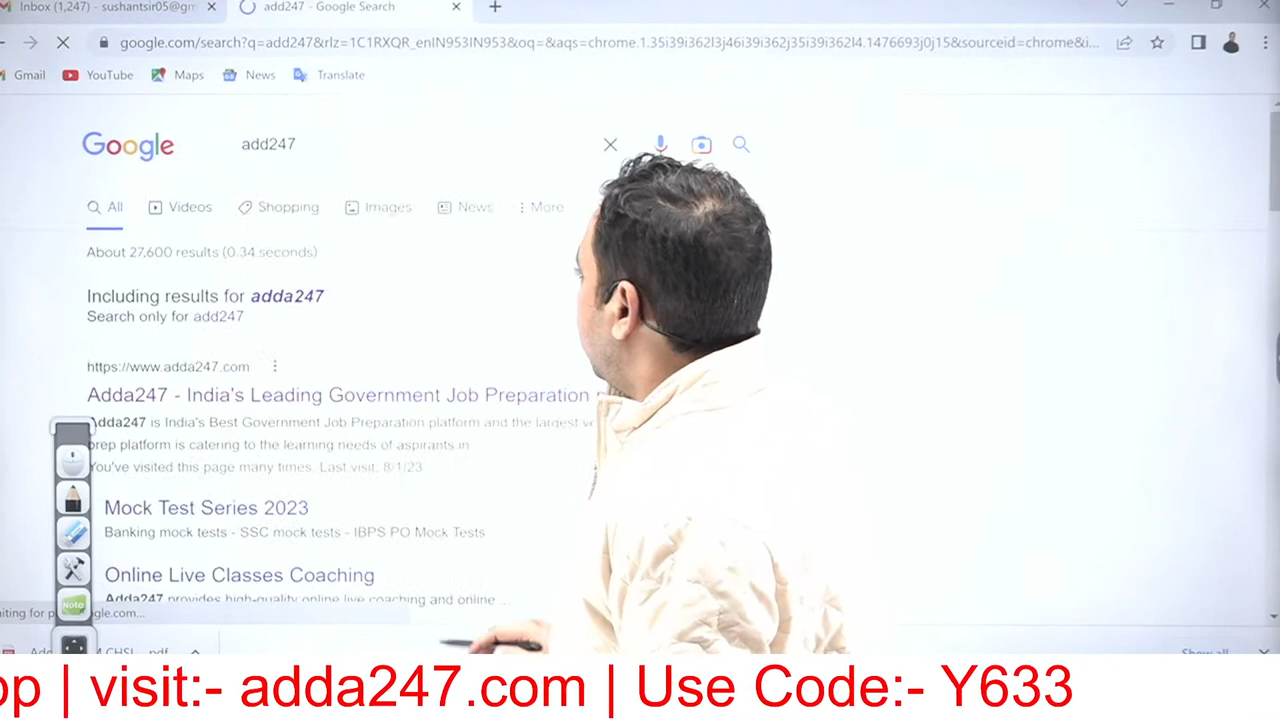 Inbox (1,247) - sushantsir05@gm
add247 - Google Search
google.com/search?q=add247&rlz=1C1RXQR_enIN953IN953&oq=&aqs=chrome.1.35i39i362l3j46i39i362j35i39i362l4.1476693j0j15&sourceid=chrome&i...
Gmail YouTube Maps News Translate
Google add247
All Videos Shopping Images News More
About 27,600 results (0.34 seconds)
Including results for adda247
Search only for add247
https://www.adda247.com
Adda247 - India's Leading Government Job Preparation
Adda247 is India's Best Government Job Preparation platform and the largest
prep platform is catering to the learning needs of aspirants in
You've visited this page many times. Last visit: 8/1/23
Mock Test Series 2023
Banking mock tests - SSC mock tests - IBPS PO Mock Tests
Online Live Classes Coaching
Adda247 provides high-quality online live coaching and online ...
Note
CHSL
.pdf
Show all
op | visit:- adda247.com | Use Code:- Y633